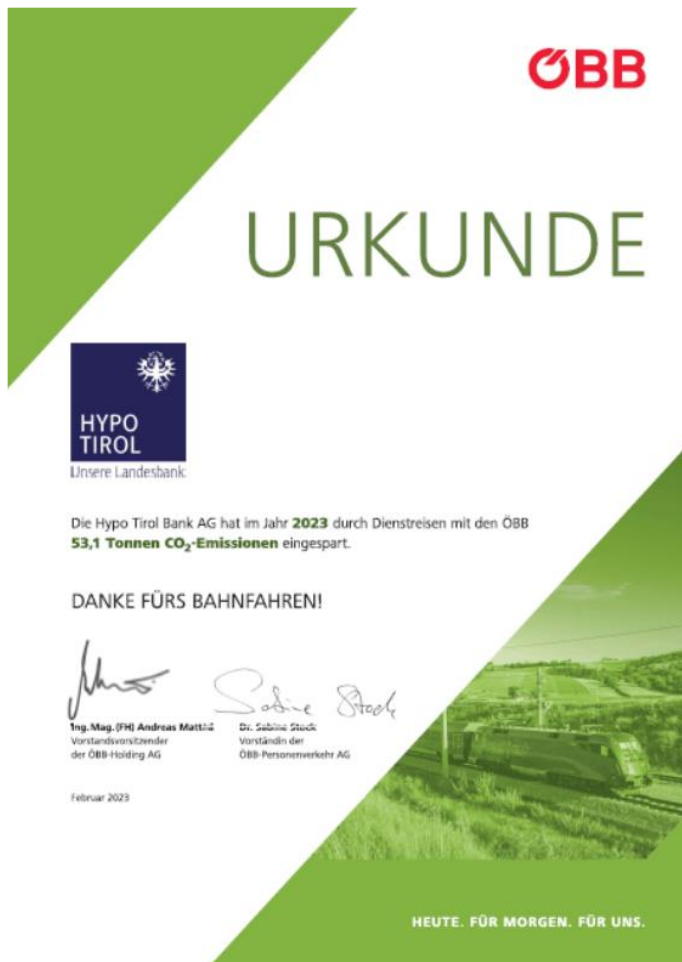 ÖBB
URKUNDE
HYPO
TIROL
Unsere Landesbank
Die Hypo Tirol Bank AG hat im Jahr 2023 durch Dienstreisen mit den ÖBB
53,1 Tonnen CO₂-Emissionen eingespart.
DANKE FÜRS BAHNFAHREN!
Sabine Stock
Ing. Mag. (FH) Andreas Matthä Dr. Sabine Stock
Vorstandsvorsitzender Vorständin der
der ÖBB-Holding AG ÖBB-Personenverkehr AG
Februar 2023
HEUTE. FÜR MORGEN. FÜR UNS.